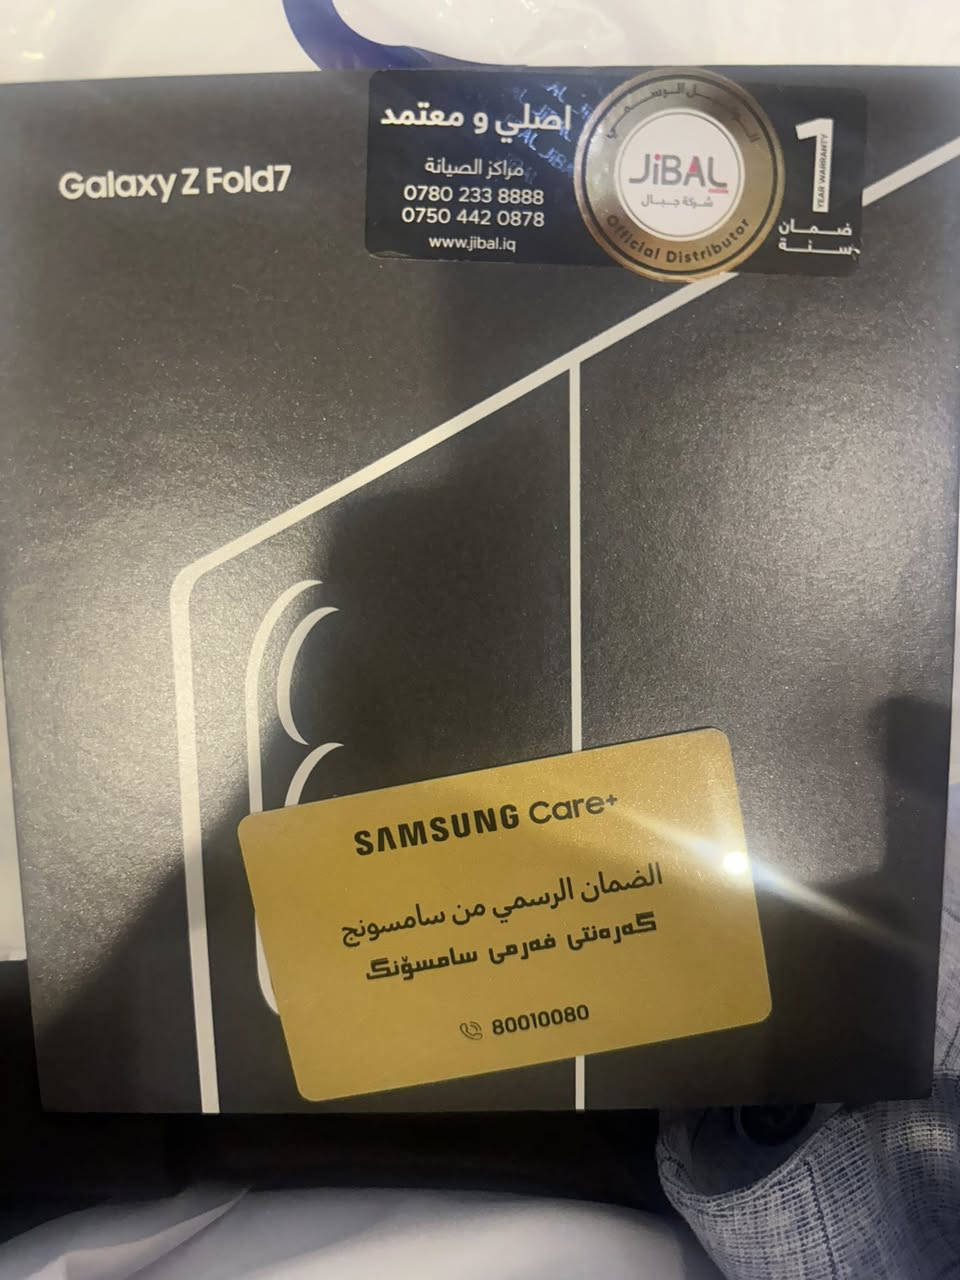 Galaxy Z Fold7
اصلي و معتمد
مراكز الصيانة
0780 233 8888
0750 442 0878
www.jibal.iq
JiBAL
شركة جبال
Official Distributor
1
YEAR WARRANTY
ضمان
سنة
SAMSUNG Care+
الضمان الرسمي من سامسونج
گەرەنتی فەرمی سامسۆنگ
80010080